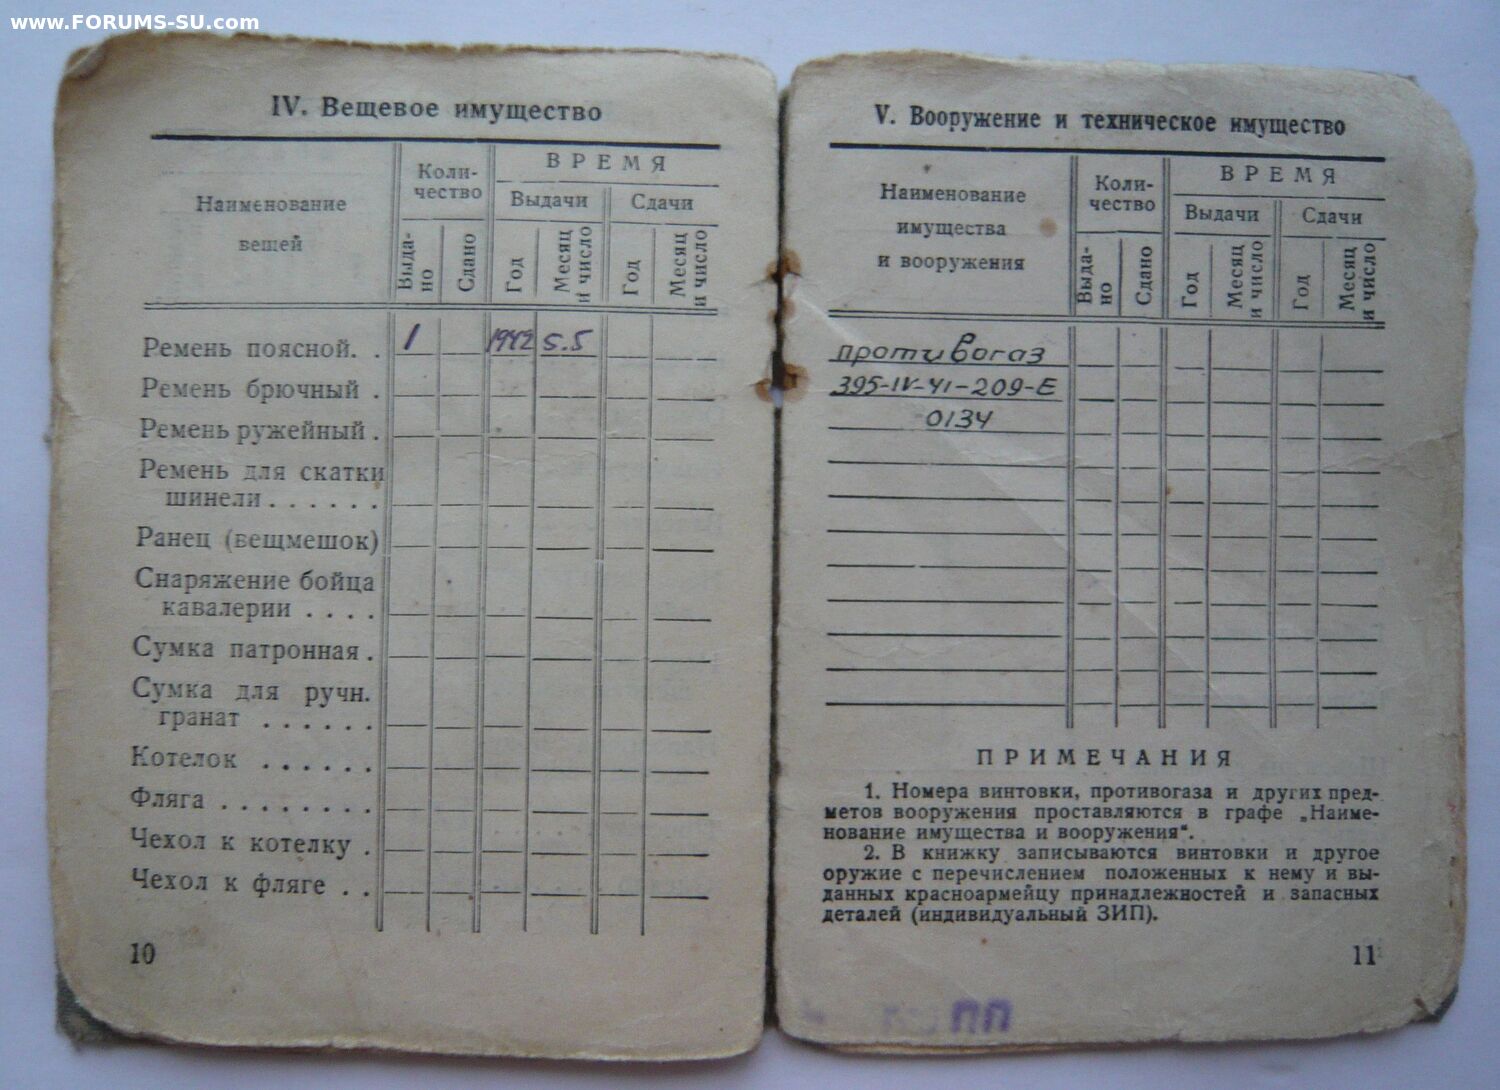 www.FORUMS-SU.com
IV. Вещевое имущество
Наименование
вещей
Коли-
чество
ВРЕМЯ
Выдачи
Сдачи
Выда-
но
Сдано
Год
Месяц
и число
Год
Месяц
и число
Ремень поясной. . 1 1942 5.5
Ремень брючный .
Ремень ружейный .
Ремень для скатки
шинели . . . . . .
Ранец (вещмешок)
Снаряжение бойца
кавалерии . . . .
Сумка патронная .
Сумка для ручн.
гранат . . . . . .
Котелок . . . . . .
Фляга . . . . . . . .
Чехол к котелку .
Чехол к фляге . .
10
V. Вооружение и техническое имущество
Наименование
имущества
и вооружения
Коли-
чество
ВРЕМЯ
Выдачи
Сдачи
Выда-
но
Сдано
Год
Месяц
и число
Год
Месяц
и число
противогаз
395-IV-41-209-Е
0134
ПРИМЕЧАНИЯ
1. Номера винтовки, противогаза и других пред-
метов вооружения проставляются в графе „Наиме-
нование имущества и вооружения“.
2. В книжку записываются винтовки и другое
оружие с перечислением положенных к нему и вы-
данных красноармейцу принадлежностей и запасных
деталей (индивидуальный ЗИП).
11